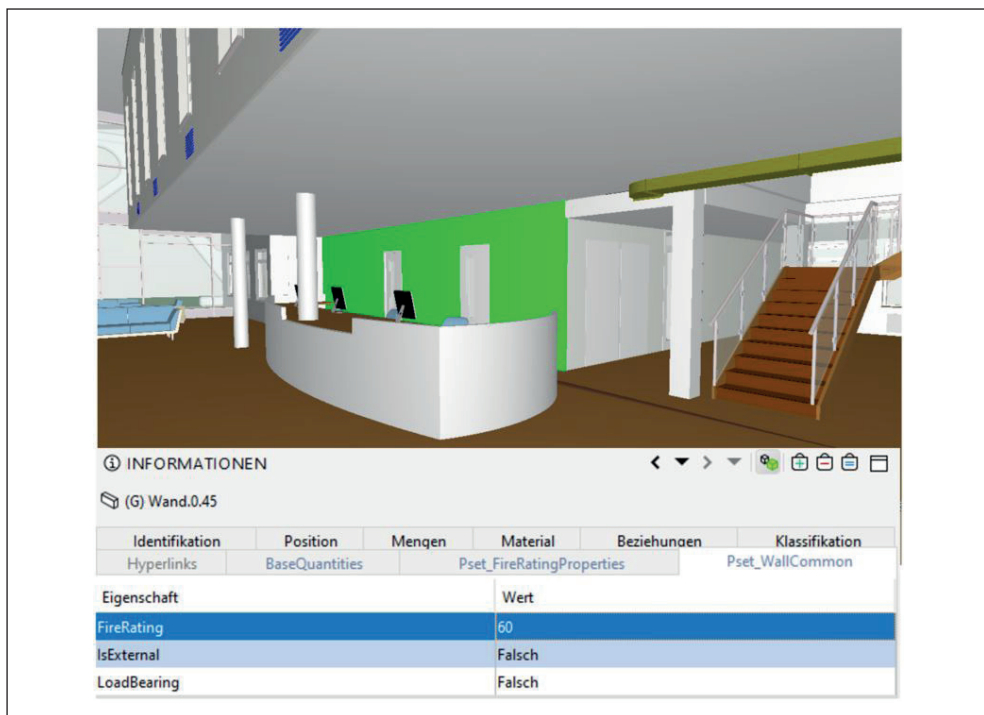 INFORMATIONEN
(G) Wand.0.45
Identifikation Position Mengen Material Beziehungen Klassifikation
Hyperlinks BaseQuantities Pset_FireRatingProperties Pset_WallCommon
Eigenschaft Wert
FireRating 60
IsExternal Falsch
LoadBearing Falsch